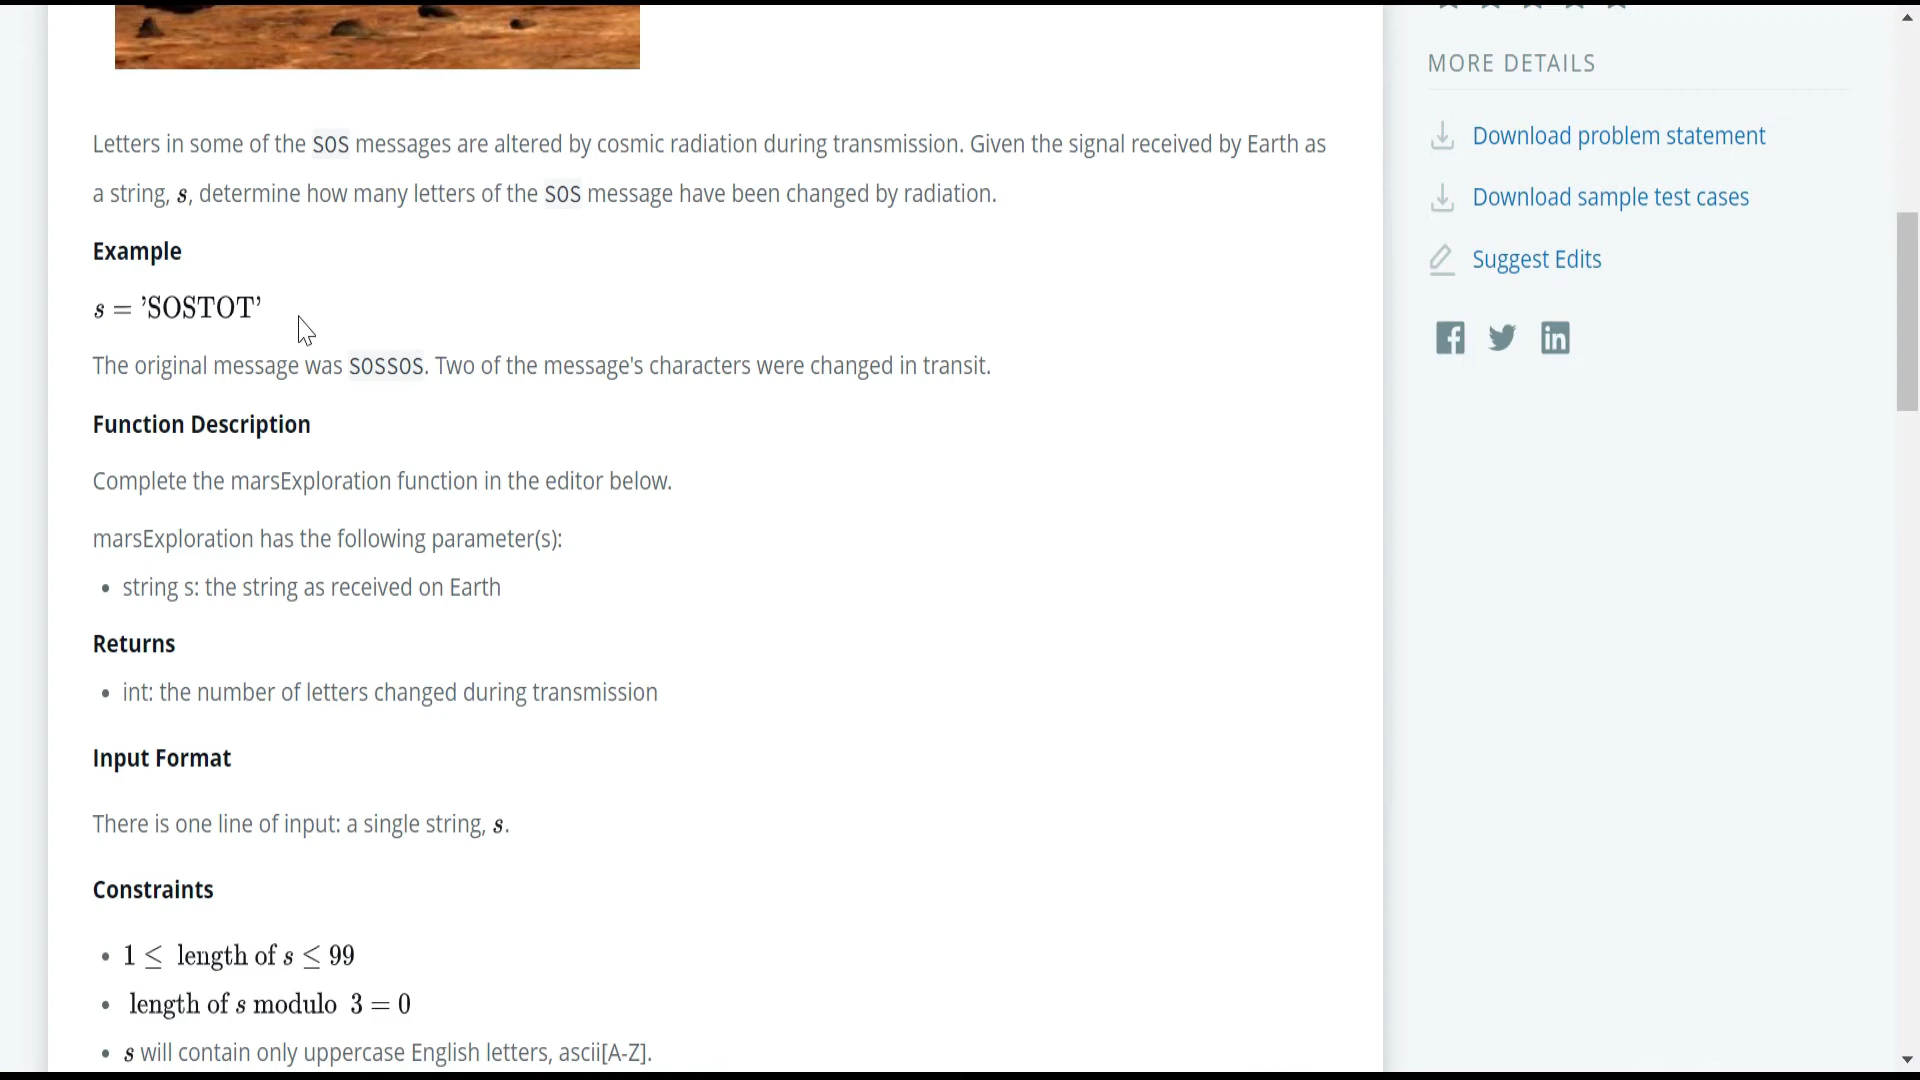 Letters in some of the SOS messages are altered by cosmic radiation during transmission. Given the signal received by Earth as
a string, s, determine how many letters of the SOS message have been changed by radiation.
Example
s = ’SOSTOT’
The original message was SOSSOS. Two of the message's characters were changed in transit.
Function Description
Complete the marsExploration function in the editor below.
marsExploration has the following parameter(s):
• string s: the string as received on Earth
Returns
• int: the number of letters changed during transmission
Input Format
There is one line of input: a single string, s.
Constraints
• 1 ≤ length of s ≤ 99
• length of s modulo 3 = 0
• s will contain only uppercase English letters, ascii[A-Z].
MORE DETAILS
Download problem statement
Download sample test cases
Suggest Edits